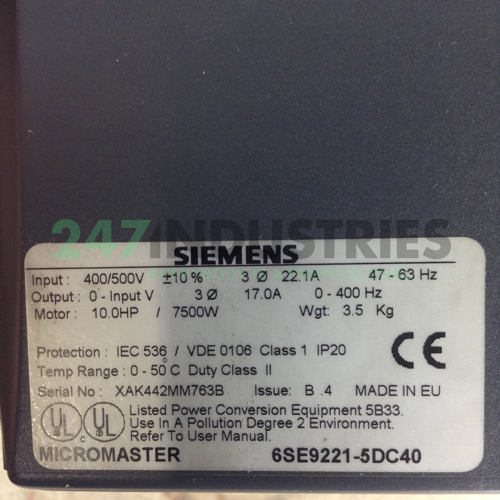 247INDUSTRIES
SIEMENS
Input : 400/500V ±10 % 3 Ø 22.1A 47 - 63 Hz
Output : 0 - Input V 3 Ø 17.0A 0 - 400 Hz
Motor : 10.0HP / 7500W Wgt: 3.5 Kg
Protection : IEC 536 / VDE 0106 Class 1 IP20
Temp Range : 0 - 50°C Duty Class II
CE
Serial No : XAK442MM763B Issue: B .4 MADE IN EU
UL UL Listed Power Conversion Equipment 5B33.
Use In A Pollution Degree 2 Environment.
Refer To User Manual.
MICROMASTER 6SE9221-5DC40